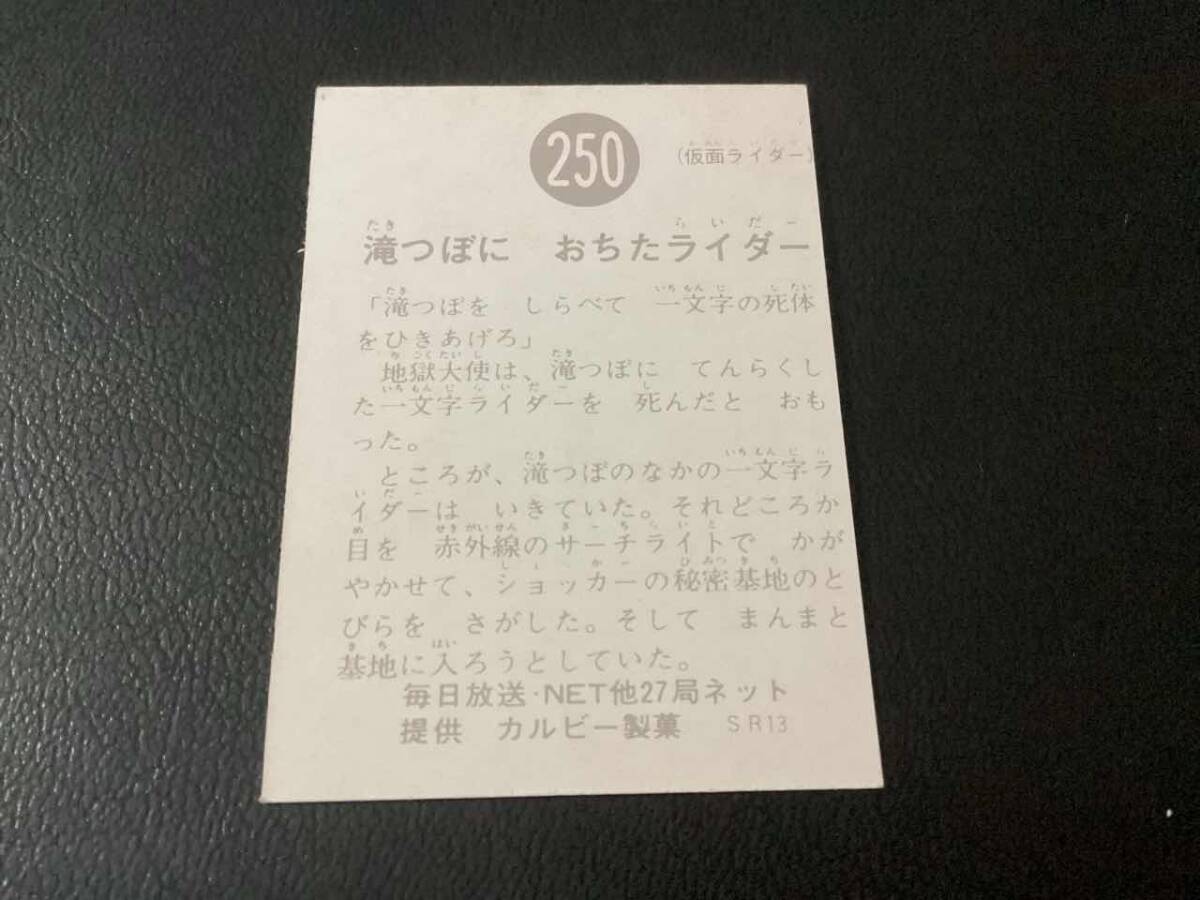 250
(仮面ライダー)
滝つぼに おちたライダー
「滝つぼを しらべて 一文字の死体
をひきあげろ」
地獄大使は、滝つぼに てんらくし
た一文字ライダーを 死んだと おも
った。
ところが、滝つぼのなかの一文字ラ
イダーは いきていた。それどころか
目を 赤外線のサーチライトで かが
やかせて、ショッカーの秘密基地のと
びらを さがした。そして まんまと
基地に入ろうとしていた。
毎日放送・NET他27局ネット
提供 カルビー製菓 SR13